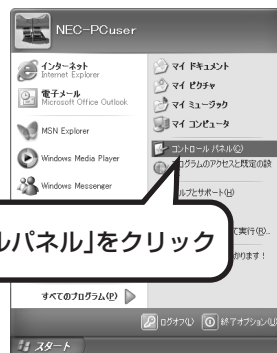 NEC-PCuser
インターネット
Internet Explorer
電子メール
Microsoft Office Outlook
MSN Explorer
Windows Media Player
Windows Messenger
すべてのプログラム(P)
マイ ドキュメント
マイ ピクチャ
マイ ミュージック
マイ コンピュータ
コントロール パネル(C)
プログラムのアクセスと既定の設
ヘルプとサポート(H)
て実行(R)...
かります!
ルパネル」をクリック
ログオフ(L)
終了オプション(U)
スタート